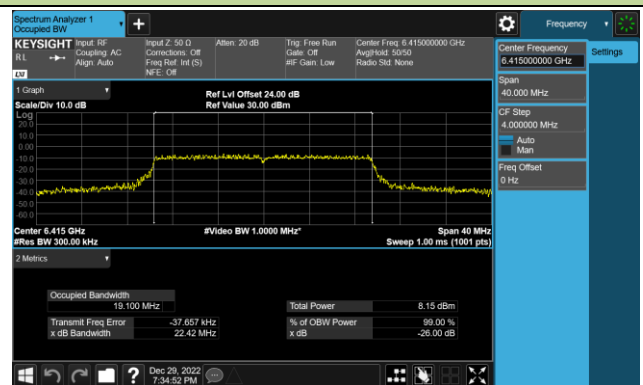 Spectrum Analyzer 1
Occupied BW
Frequency
KEYSIGHT
RL
LXI
Input: RF
Coupling: AC
Align: Auto
Input Z: 50 Ω
Corrections: Off
Freq Ref: Int (S)
NFE: Off
Atten: 20 dB
Trig: Free Run
Gate: Off
#IF Gain: Low
Center Freq: 6.415000000 GHz
Avg|Hold: 50/50
Radio Std: None
Center Frequency
6.415000000 GHz
Settings
Span
40.000 MHz
CF Step
4.000000 MHz
Auto
Man
Freq Offset
0 Hz
1 Graph
Scale/Div 10.0 dB
Ref Lvl Offset 24.00 dB
Ref Value 30.00 dBm
Log
20.0
10.0
0.00
-10.0
-20.0
-30.0
-40.0
-50.0
-60.0
Center 6.415 GHz
#Res BW 300.00 kHz
#Video BW 1.0000 MHz*
Span 40 MHz
Sweep 1.00 ms (1001 pts)
2 Metrics
Occupied Bandwidth
19.100 MHz
Total Power 8.15 dBm
Transmit Freq Error -37.657 kHz
% of OBW Power 99.00 %
x dB Bandwidth 22.42 MHz
x dB -26.00 dB
?
Dec 29, 2022
7:34:52 PM